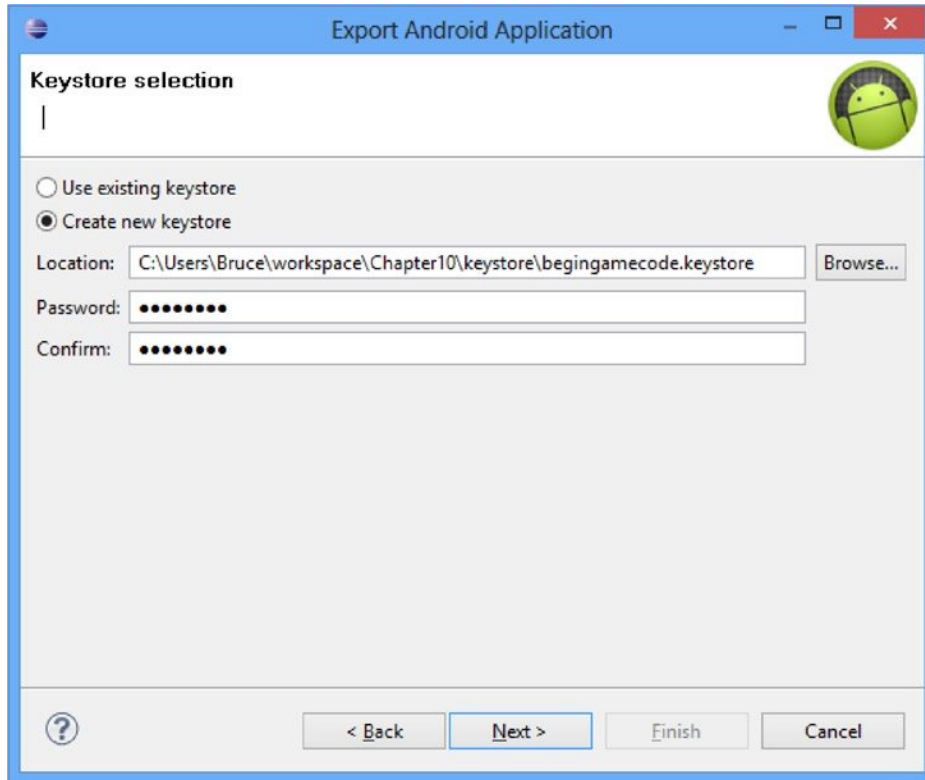 Export Android Application
Keystore selection
Use existing keystore
Create new keystore
Location: C:\Users\Bruce\workspace\Chapter10\keystore\begingamecode.keystore Browse...
Password: ●●●●●●●●
Confirm: ●●●●●●●●
? < Back Next > Finish Cancel